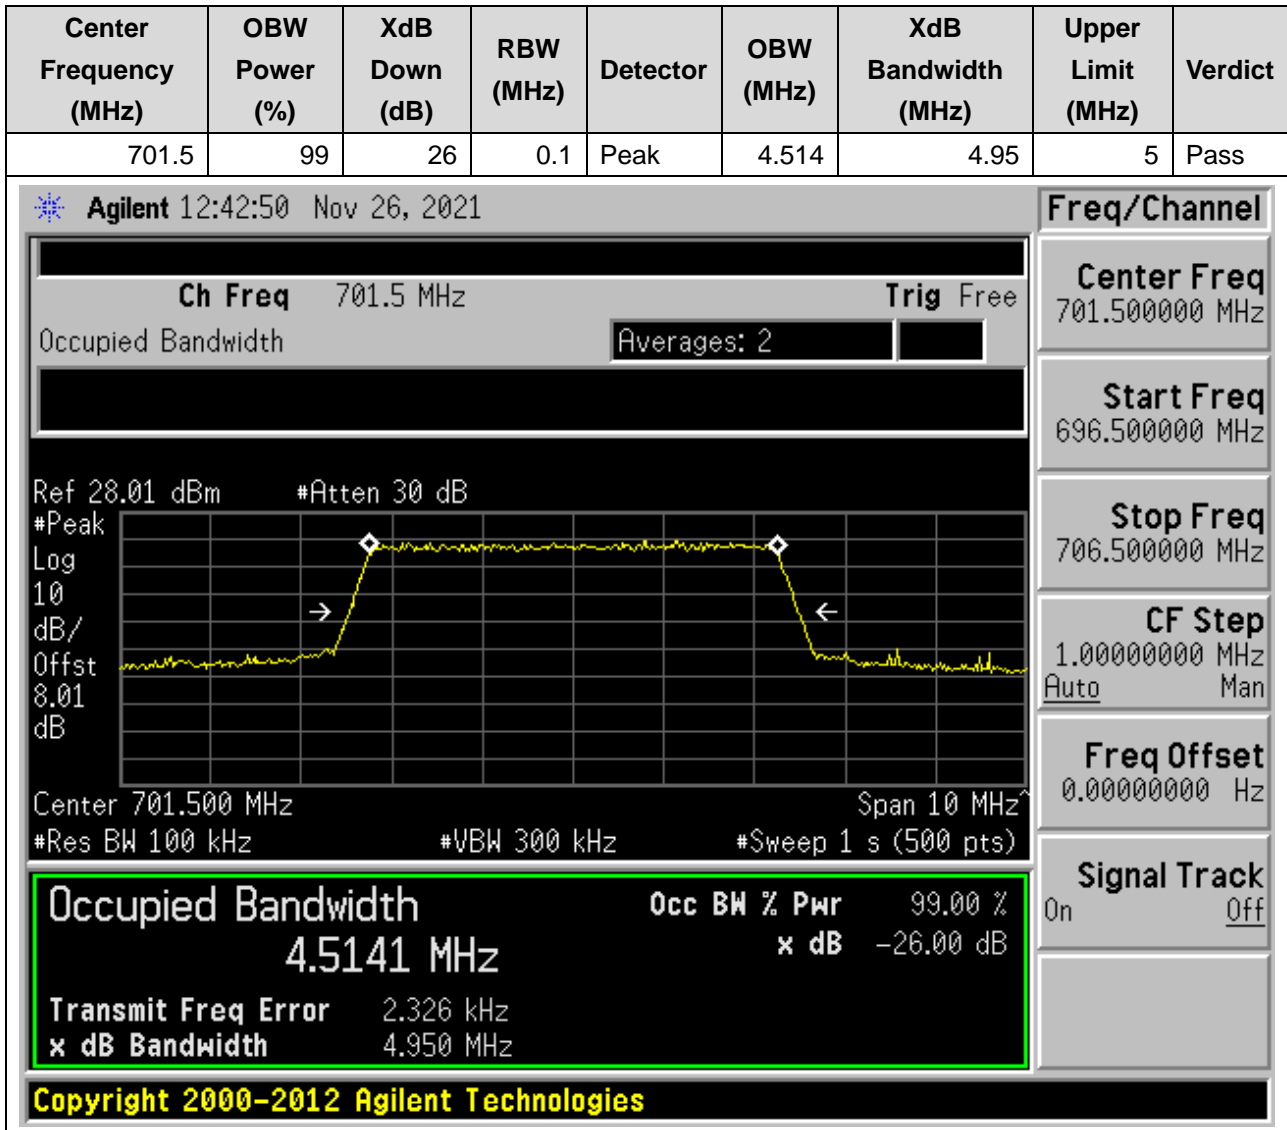 Center Frequency (MHz) OBW Power (%) XdB Down (dB) RBW (MHz) Detector OBW (MHz) XdB Bandwidth (MHz) Upper Limit (MHz) Verdict
701.5 99 26 0.1 Peak 4.514 4.95 5 Pass
Agilent 12:42:50 Nov 26, 2021
Freq/Channel
Ch Freq 701.5 MHz Trig Free
Occupied Bandwidth Averages: 2
Center Freq
701.500000 MHz
Start Freq
696.500000 MHz
Stop Freq
706.500000 MHz
CF Step
1.00000000 MHz
Auto Man
Freq Offset
0.00000000 Hz
Signal Track
On Off
Ref 28.01 dBm #Atten 30 dB
#Peak
Log
10
dB/
Offst
8.01
dB
Center 701.500 MHz Span 10 MHz^
#Res BW 100 kHz #VBW 300 kHz #Sweep 1 s (500 pts)
Occupied Bandwidth Occ BW % Pwr 99.00 %
4.5141 MHz x dB -26.00 dB
Transmit Freq Error 2.326 kHz
x dB Bandwidth 4.950 MHz
Copyright 2000-2012 Agilent Technologies